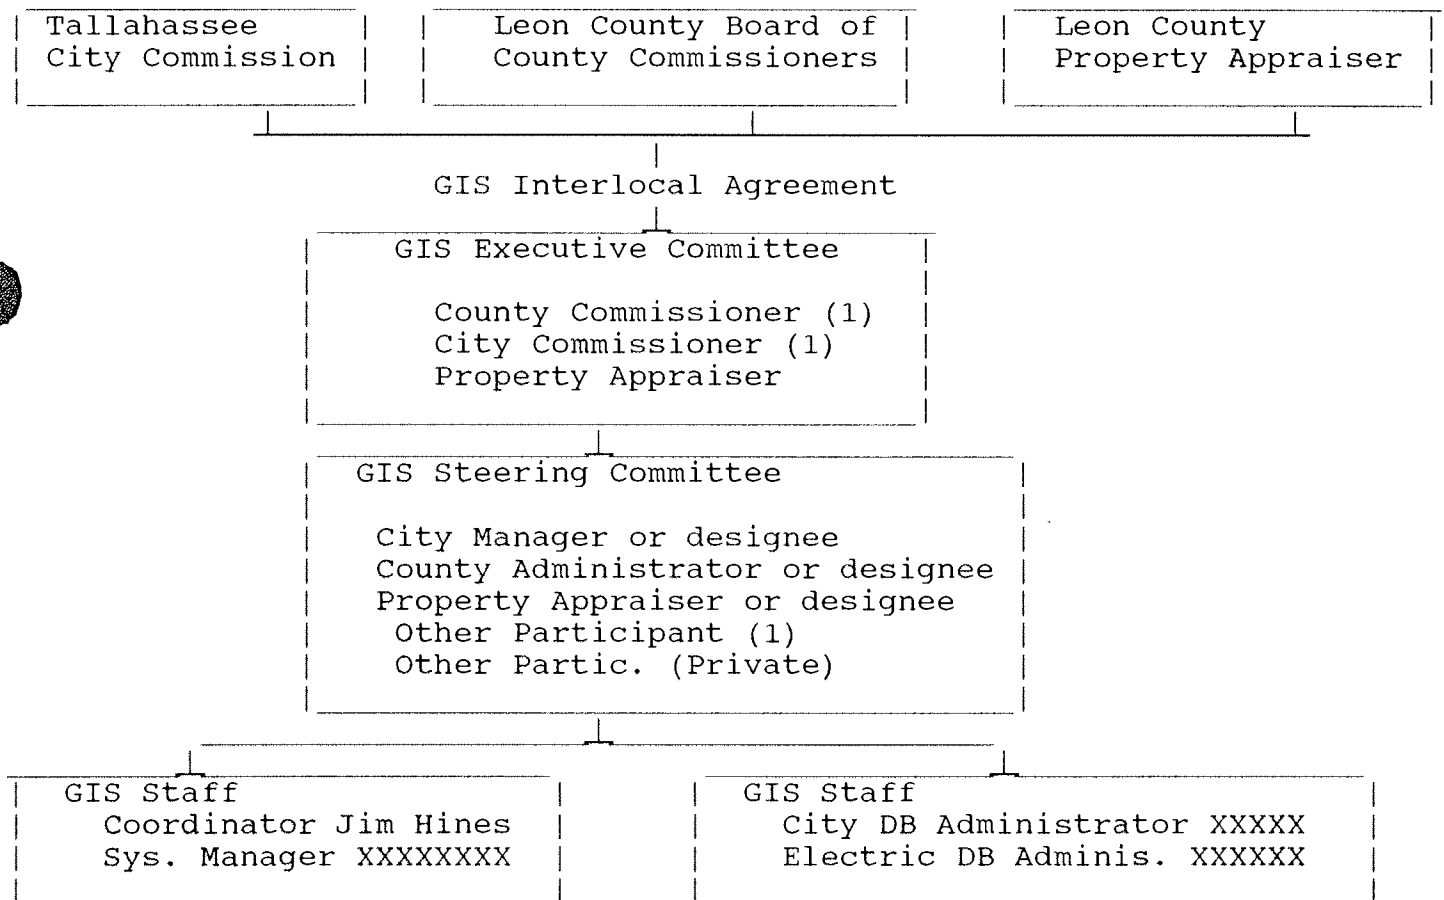 Tallahassee
City Commission
Leon County Board of
County Commissioners
Leon County
Property Appraiser
GIS Interlocal Agreement
GIS Executive Committee
County Commissioner (1)
City Commissioner (1)
Property Appraiser
GIS Steering Committee
City Manager or designee
County Administrator or designee
Property Appraiser or designee
Other Participant (1)
Other Partic. (Private)
GIS Staff
Coordinator Jim Hines
Sys. Manager XXXXXXXX
GIS Staff
City DB Administrator XXXXX
Electric DB Adminis. XXXXXX